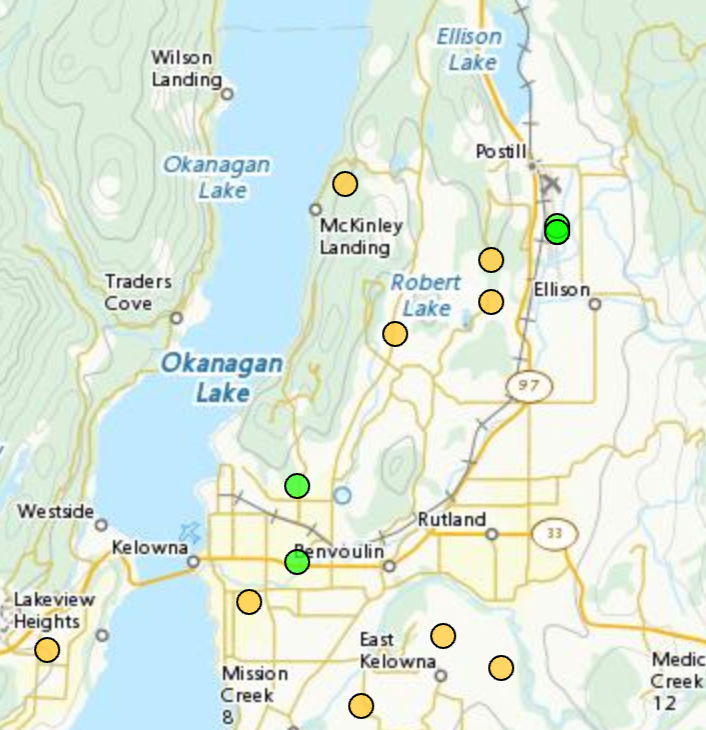 Ellison
Lake
Wilson
Landing
Postill
Okanagan
Lake
McKinley
Landing
Traders
Cove
Robert
Lake
Ellison
Okanagan
Lake
97
Westside
Rutland
33
Kelowna
Benvoulin
Lakeview
Heights
East
Kelowna
Mission
Creek
8
Medic
Creek
12